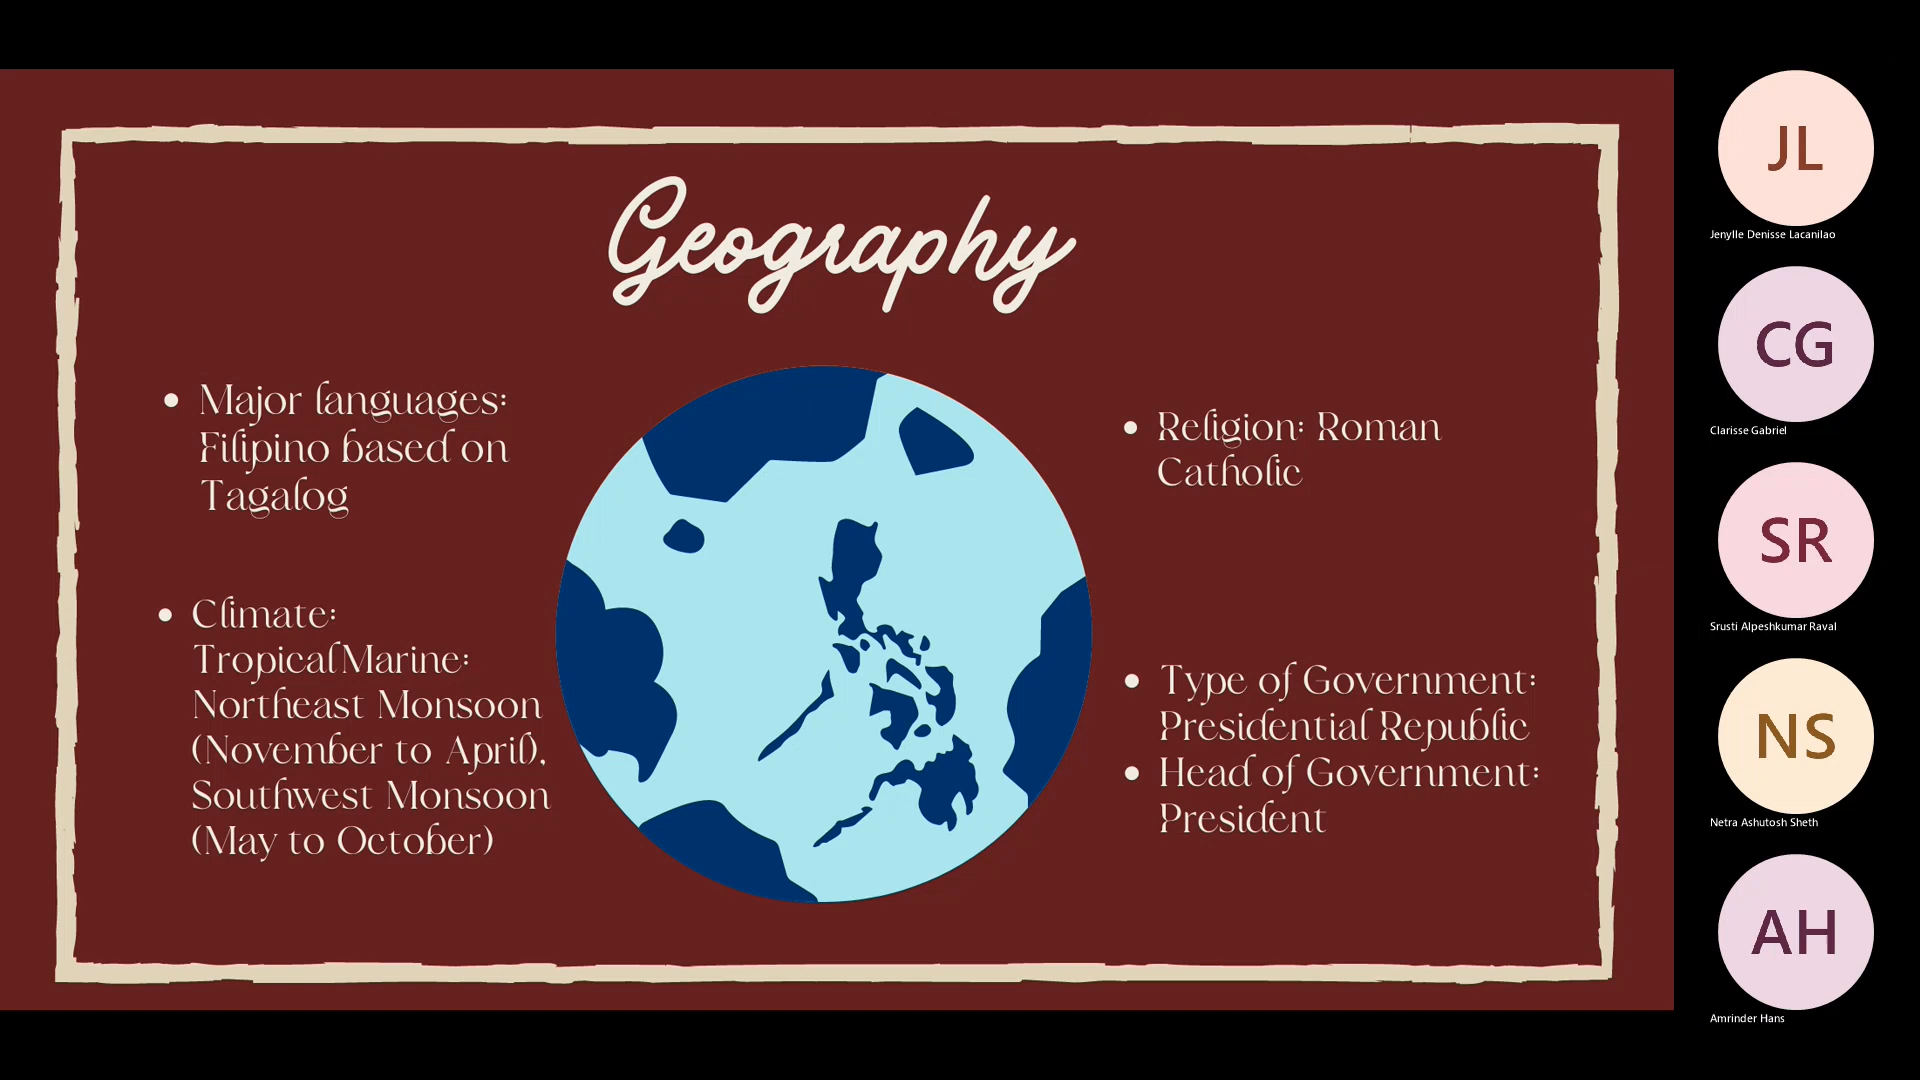 Geography
Major languages:
Filipino based on
Tagalog
Climate:
Tropical Marine:
Northeast Monsoon
(November to April),
Southwest Monsoon
(May to October)
Religion: Roman
Catholic
Type of Government:
Presidential Republic
Head of Government:
President
JL
Jenylle Denisse Lacanilao
CG
Clarisse Gabriel
SR
Srusti Alpeshkumar Raval
NS
Netra Ashutosh Sheth
AH
Amrinder Hans